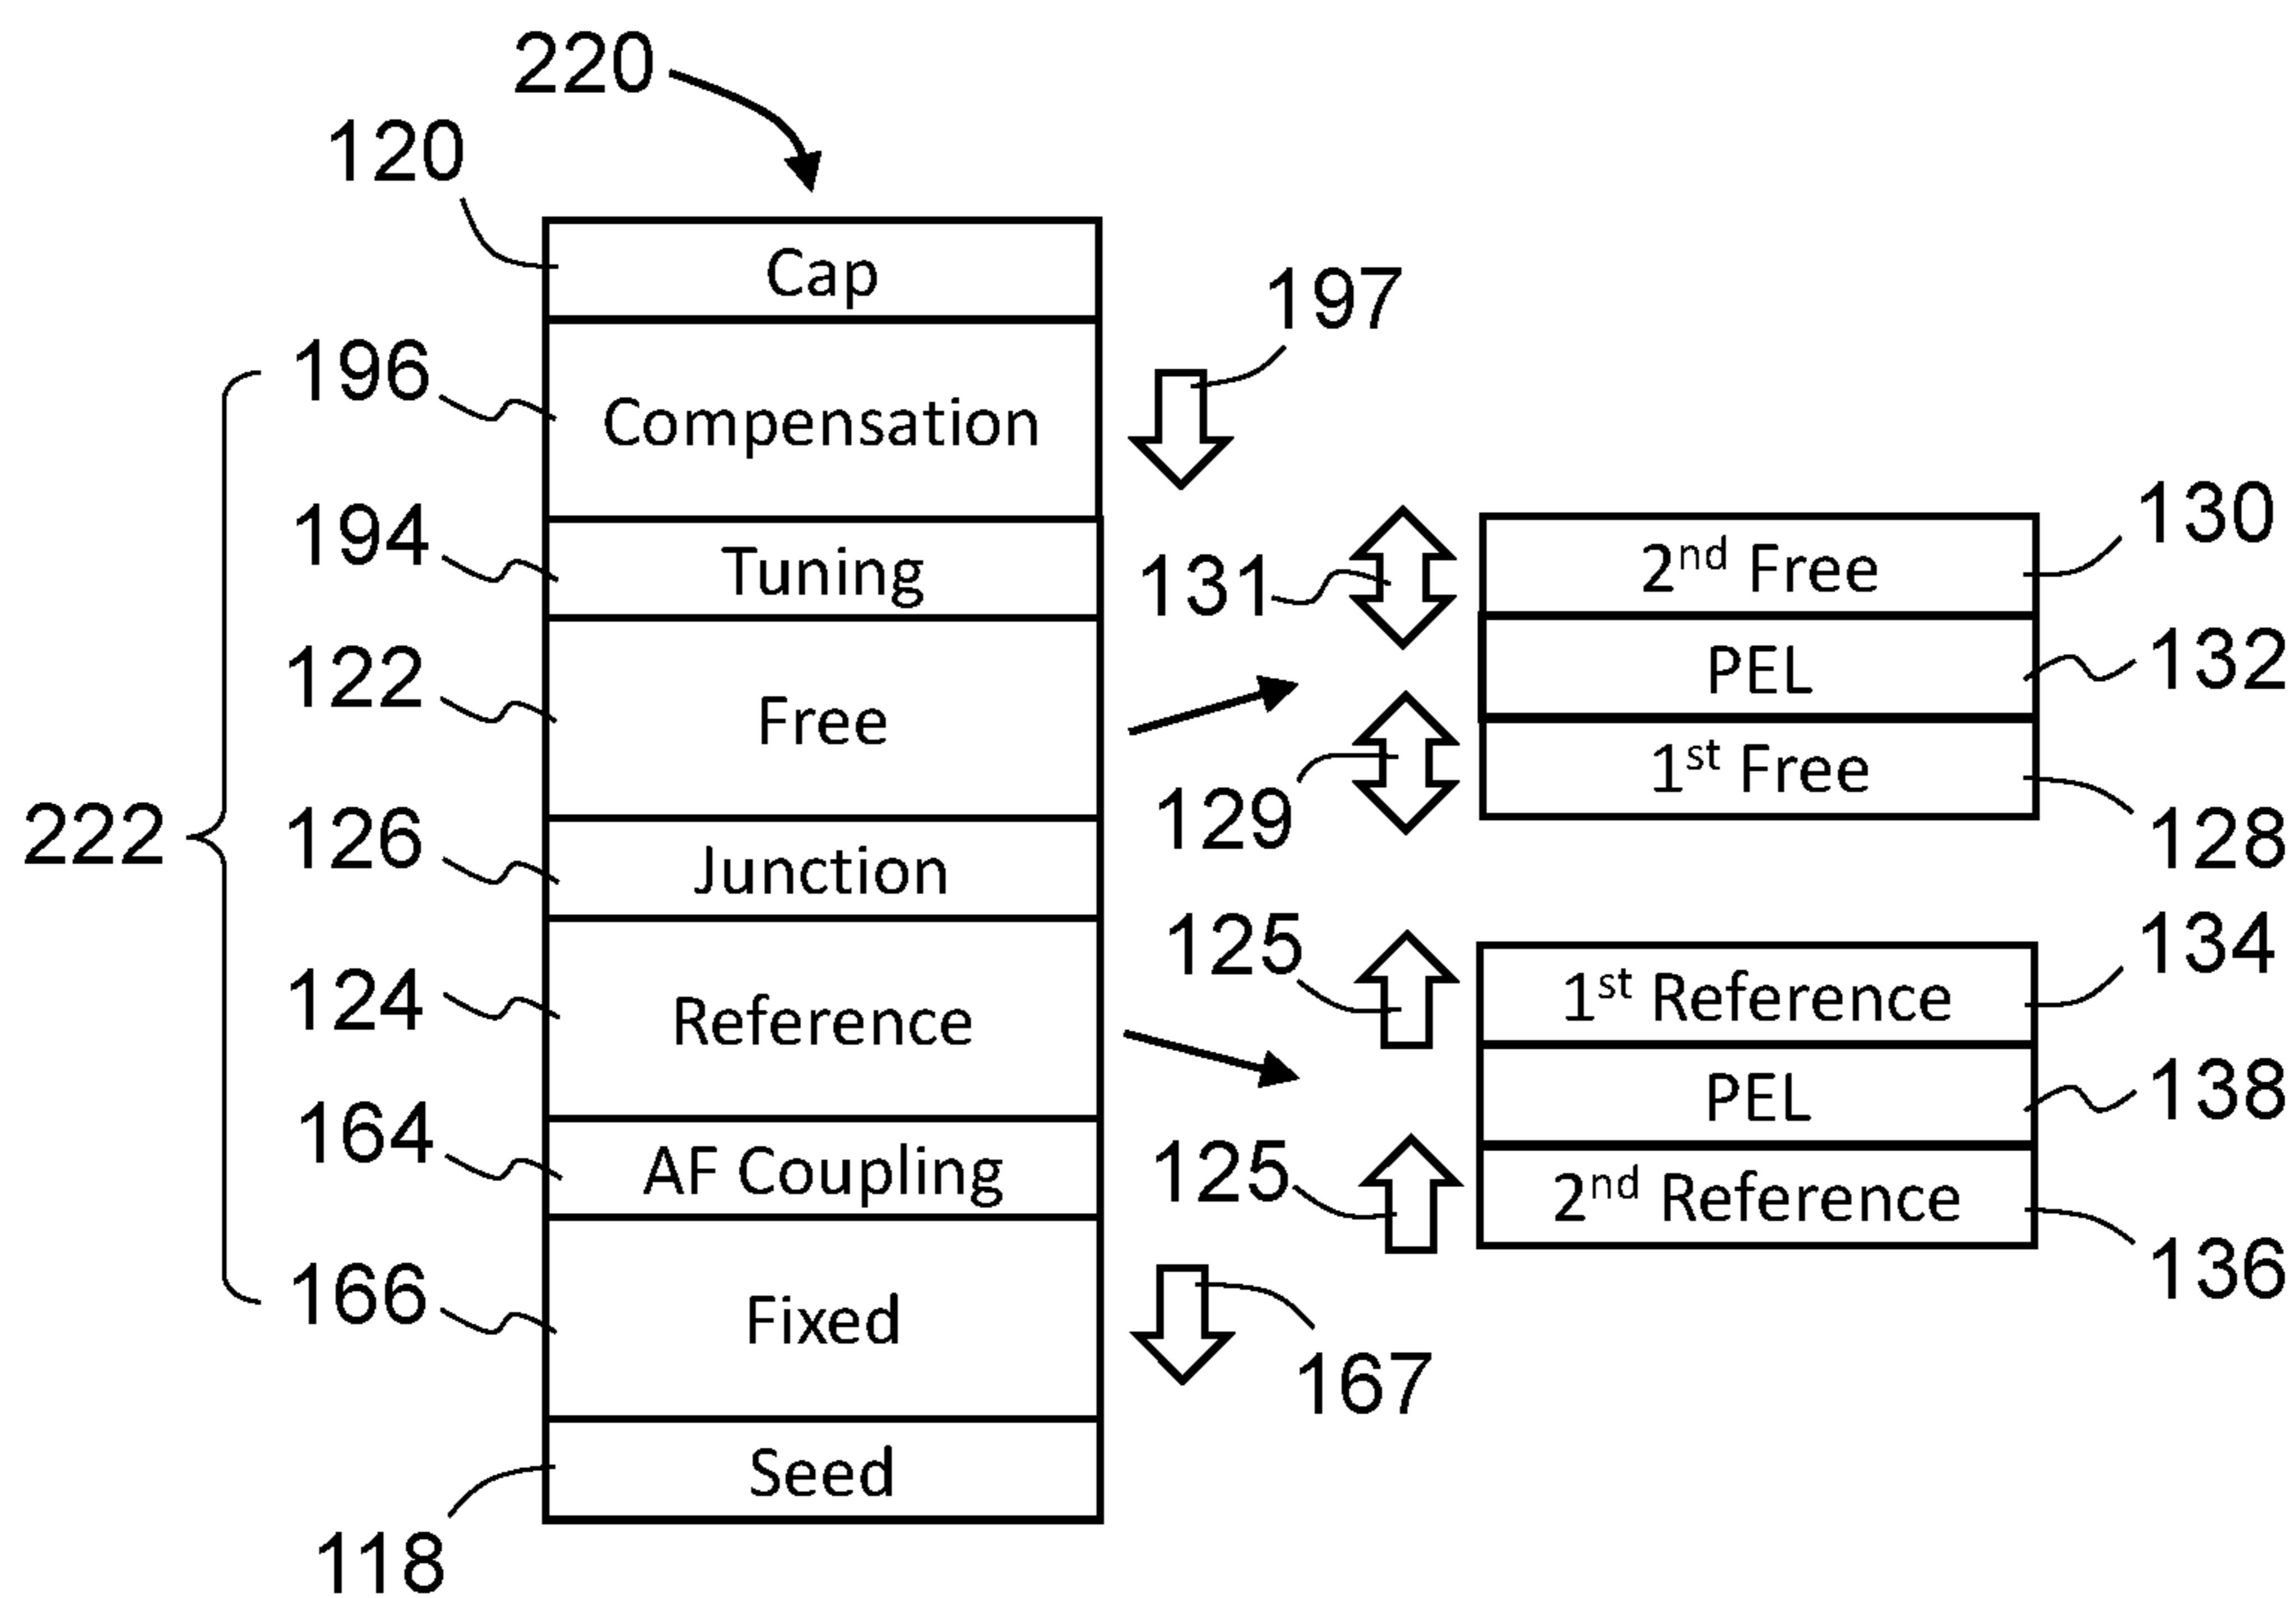 220
120
Cap
197
196
Compensation
194
Tuning
131
2nd Free
130
122
Free
PEL
132
129
1st Free
128
222
126
Junction
125
1st Reference
134
124
Reference
PEL
138
164
AF Coupling
125
2nd Reference
136
166
Fixed
167
Seed
118